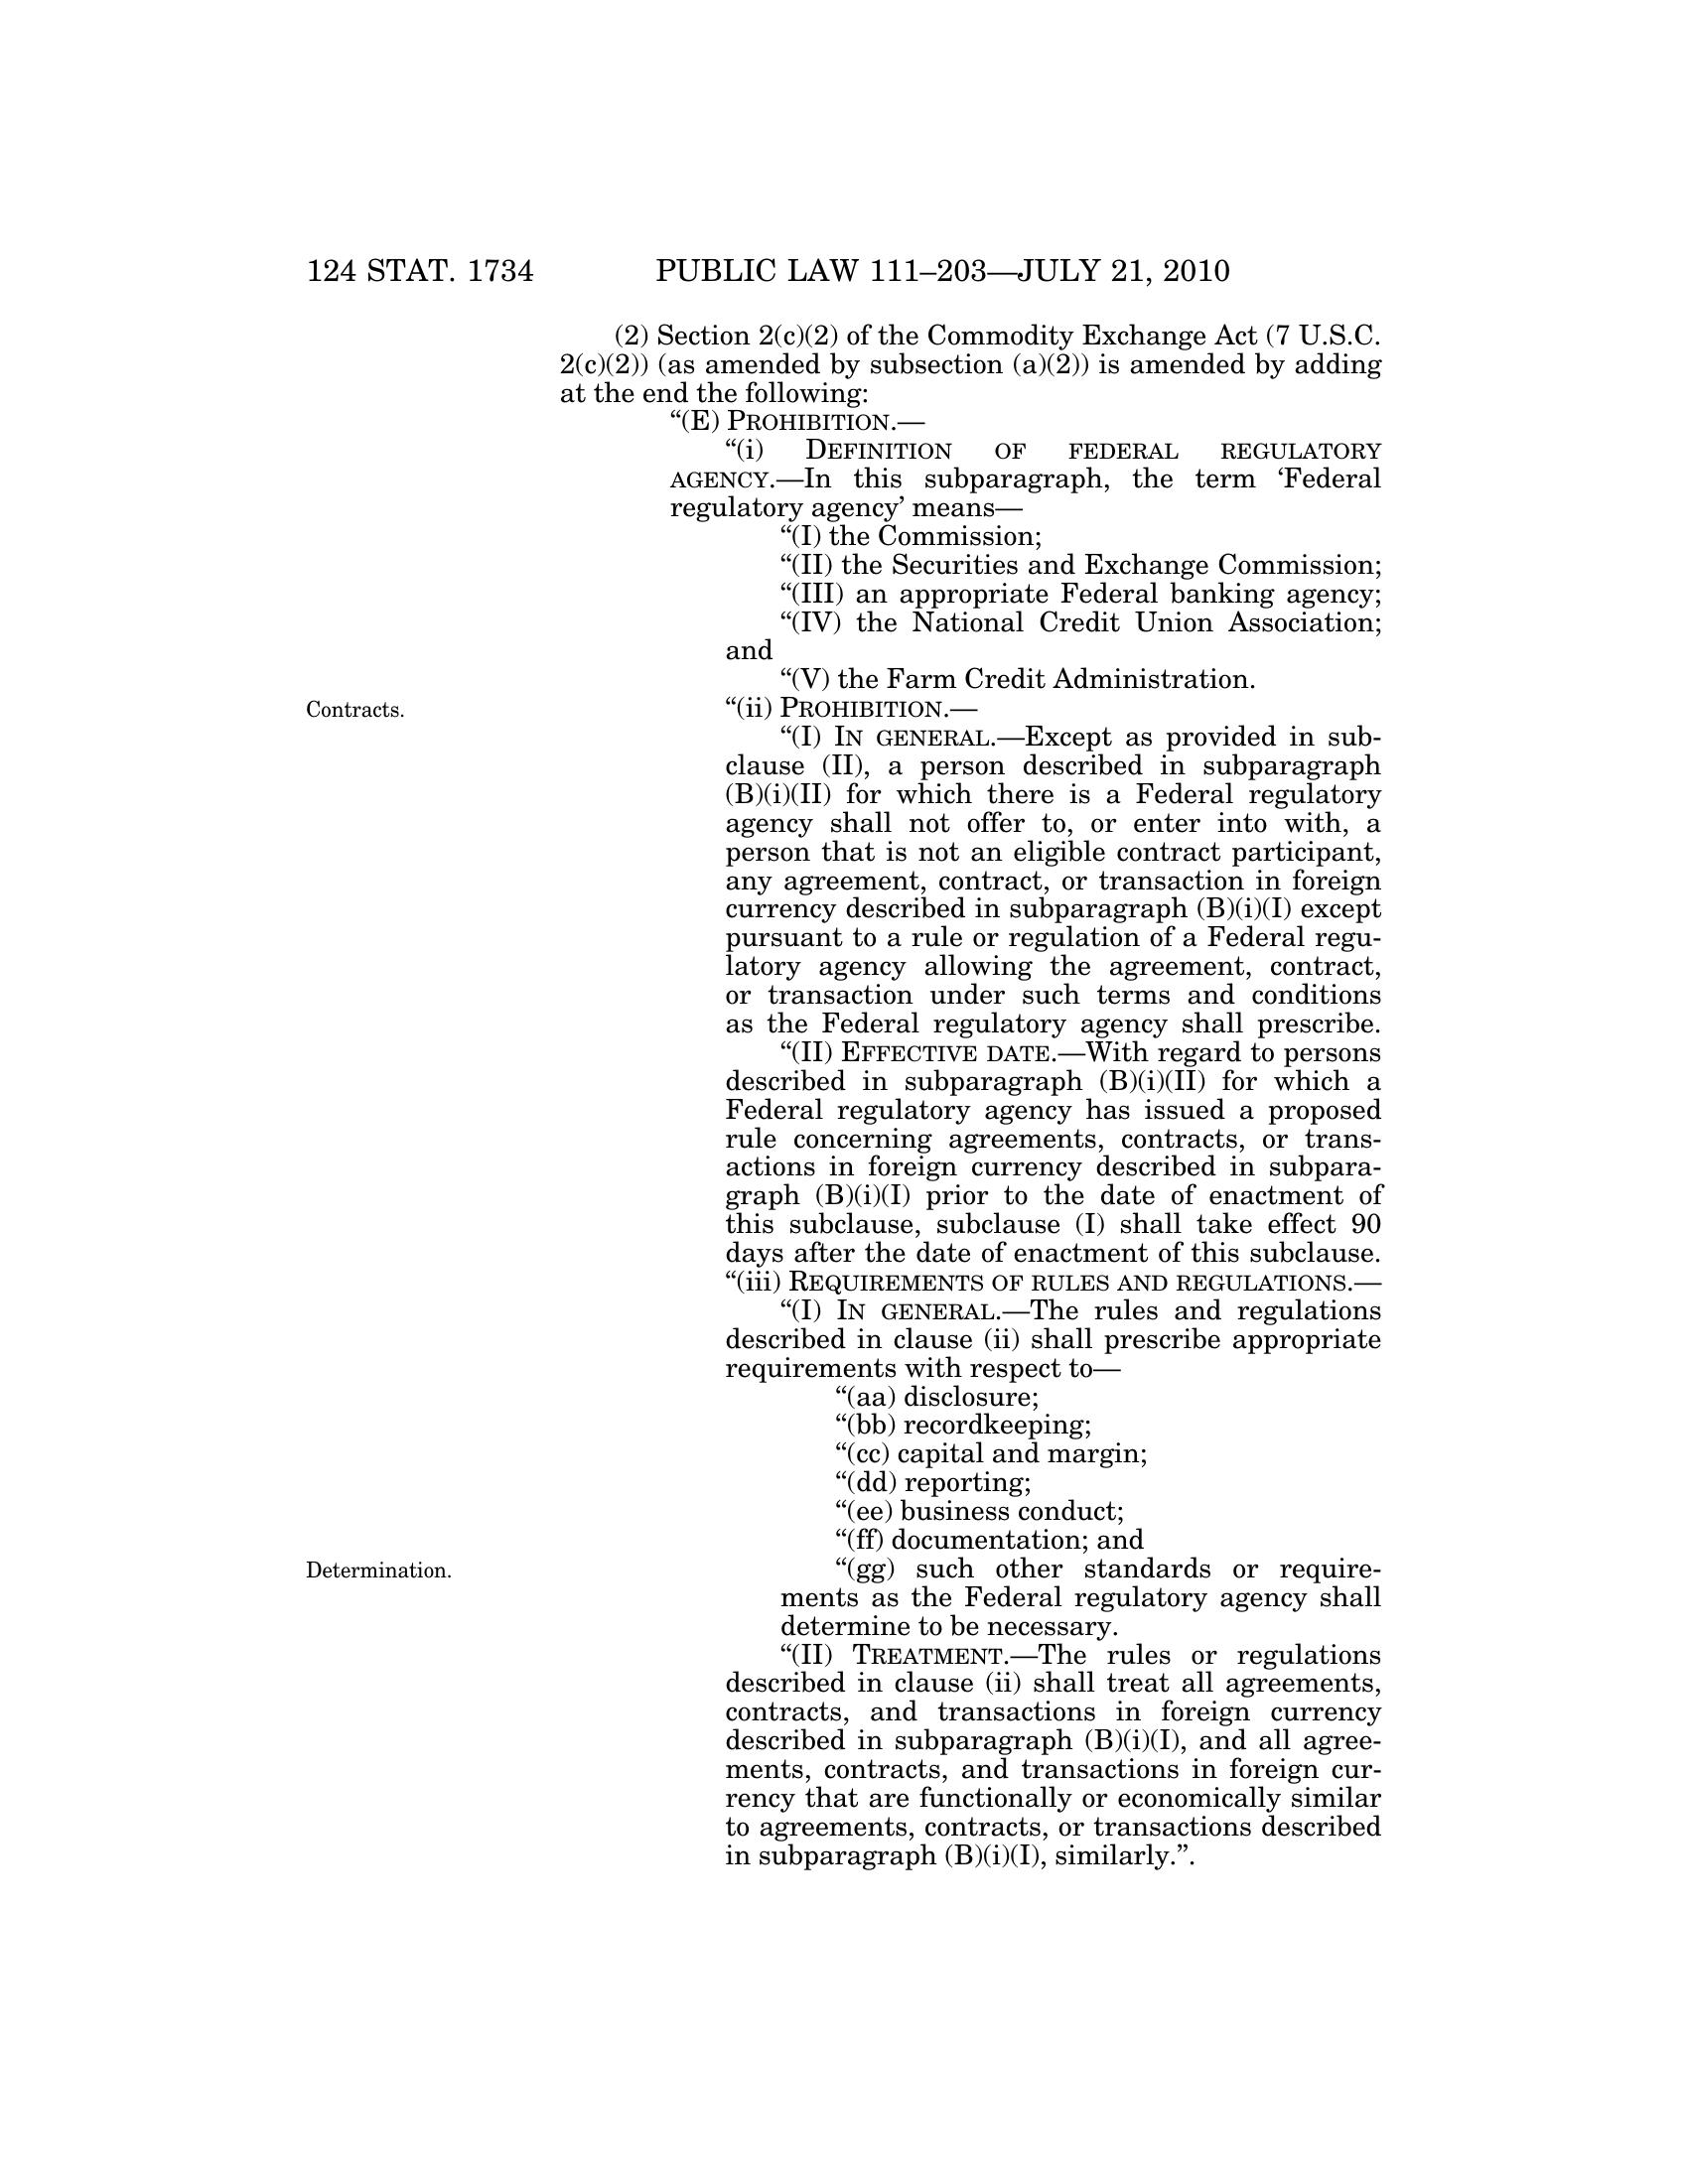 124 STAT. 1734 PUBLIC LAW 111–203—JULY 21, 2010
(2) Section 2(c)(2) of the Commodity Exchange Act (7 U.S.C.
2(c)(2)) (as amended by subsection (a)(2)) is amended by adding
at the end the following:
“(E) PROHIBITION.—
“(i) DEFINITION OF FEDERAL REGULATORY
AGENCY.—In this subparagraph, the term ‘Federal
regulatory agency’ means—
“(I) the Commission;
“(II) the Securities and Exchange Commission;
“(III) an appropriate Federal banking agency;
“(IV) the National Credit Union Association;
and
“(V) the Farm Credit Administration.
Contracts.
“(ii) PROHIBITION.—
“(I) IN GENERAL.—Except as provided in sub-
clause (II), a person described in subparagraph
(B)(i)(II) for which there is a Federal regulatory
agency shall not offer to, or enter into with, a
person that is not an eligible contract participant,
any agreement, contract, or transaction in foreign
currency described in subparagraph (B)(i)(I) except
pursuant to a rule or regulation of a Federal regu-
latory agency allowing the agreement, contract,
or transaction under such terms and conditions
as the Federal regulatory agency shall prescribe.
“(II) EFFECTIVE DATE.—With regard to persons
described in subparagraph (B)(i)(II) for which a
Federal regulatory agency has issued a proposed
rule concerning agreements, contracts, or trans-
actions in foreign currency described in subpara-
graph (B)(i)(I) prior to the date of enactment of
this subclause, subclause (I) shall take effect 90
days after the date of enactment of this subclause.
“(iii) REQUIREMENTS OF RULES AND REGULATIONS.—
“(I) IN GENERAL.—The rules and regulations
described in clause (ii) shall prescribe appropriate
requirements with respect to—
“(aa) disclosure;
“(bb) recordkeeping;
“(cc) capital and margin;
“(dd) reporting;
“(ee) business conduct;
“(ff) documentation; and
Determination.
“(gg) such other standards or require-
ments as the Federal regulatory agency shall
determine to be necessary.
“(II) TREATMENT.—The rules or regulations
described in clause (ii) shall treat all agreements,
contracts, and transactions in foreign currency
described in subparagraph (B)(i)(I), and all agree-
ments, contracts, and transactions in foreign cur-
rency that are functionally or economically similar
to agreements, contracts, or transactions described
in subparagraph (B)(i)(I), similarly.”.